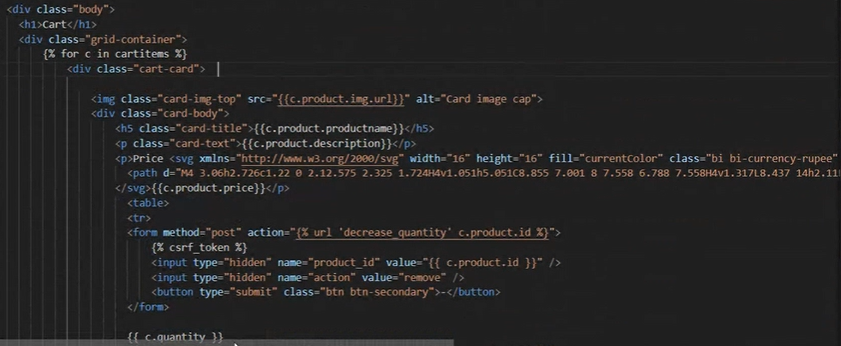 <div class="body">
<h1>Cart</h1>
<div class="grid-container">
{% for c in cartitems %}
<div class="cart-card">
<img class="card-img-top" src="{{c.product.img.url}}" alt="Card image cap">
<div class="card-body">
<h5 class="card-title">{{c.product.productname}}</h5>
<p class="card-text">{{c.product.description}}</p>
<p>Price <svg xmlns="http://www.w3.org/2000/svg" width="16" height="16" fill="currentColor" class="bi bi-currency-rupee"
<path d="M4 3.06h2.726c1.22 0 2.12.575 2.325 1.724H4v1.051h5.051C8.855 7.001 8 7.558 6.788 7.558H4v1.317L8.437 14h2.11
</svg>{{c.product.price}}</p>
<table>
<tr>
<form method="post" action="{% url 'decrease_quantity' c.product.id %}">
{% csrf_token %}
<input type="hidden" name="product_id" value="{{ c.product.id }}" />
<input type="hidden" name="action" value="remove" />
<button type="submit" class="btn btn-secondary">-</button>
</form>
{{ c.quantity }}